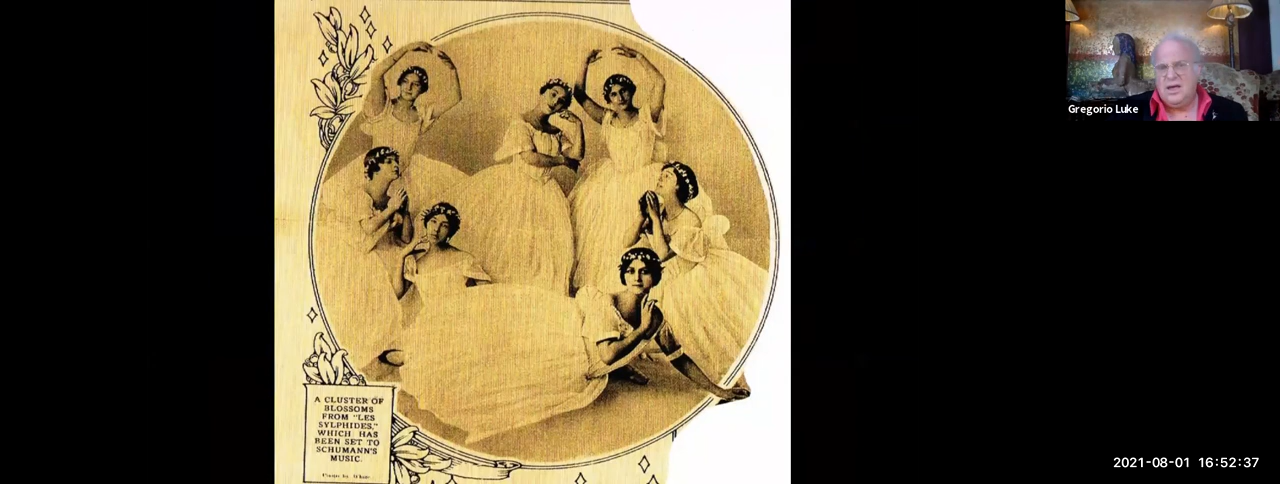 Gregorio Luke
A CLUSTER OF
BLOSSOMS
FROM "LES
SYLPHIDES,"
WHICH HAS
BEEN SET TO
SCHUMANN'S
MUSIC.
2021-08-01 16:52:37